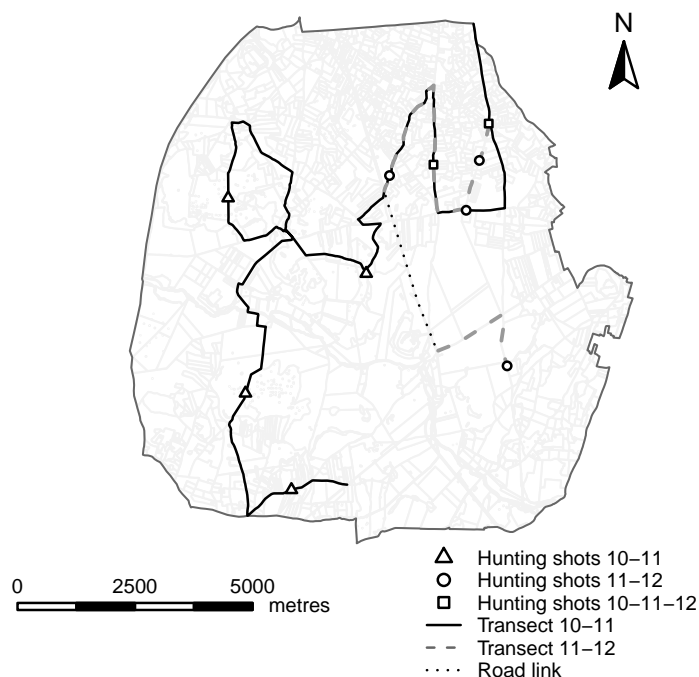 N
Hunting shots 10−11
Hunting shots 11−12
Hunting shots 10−11−12
Transect 10−11
Transect 11−12
Road link
0 2500 5000
metres